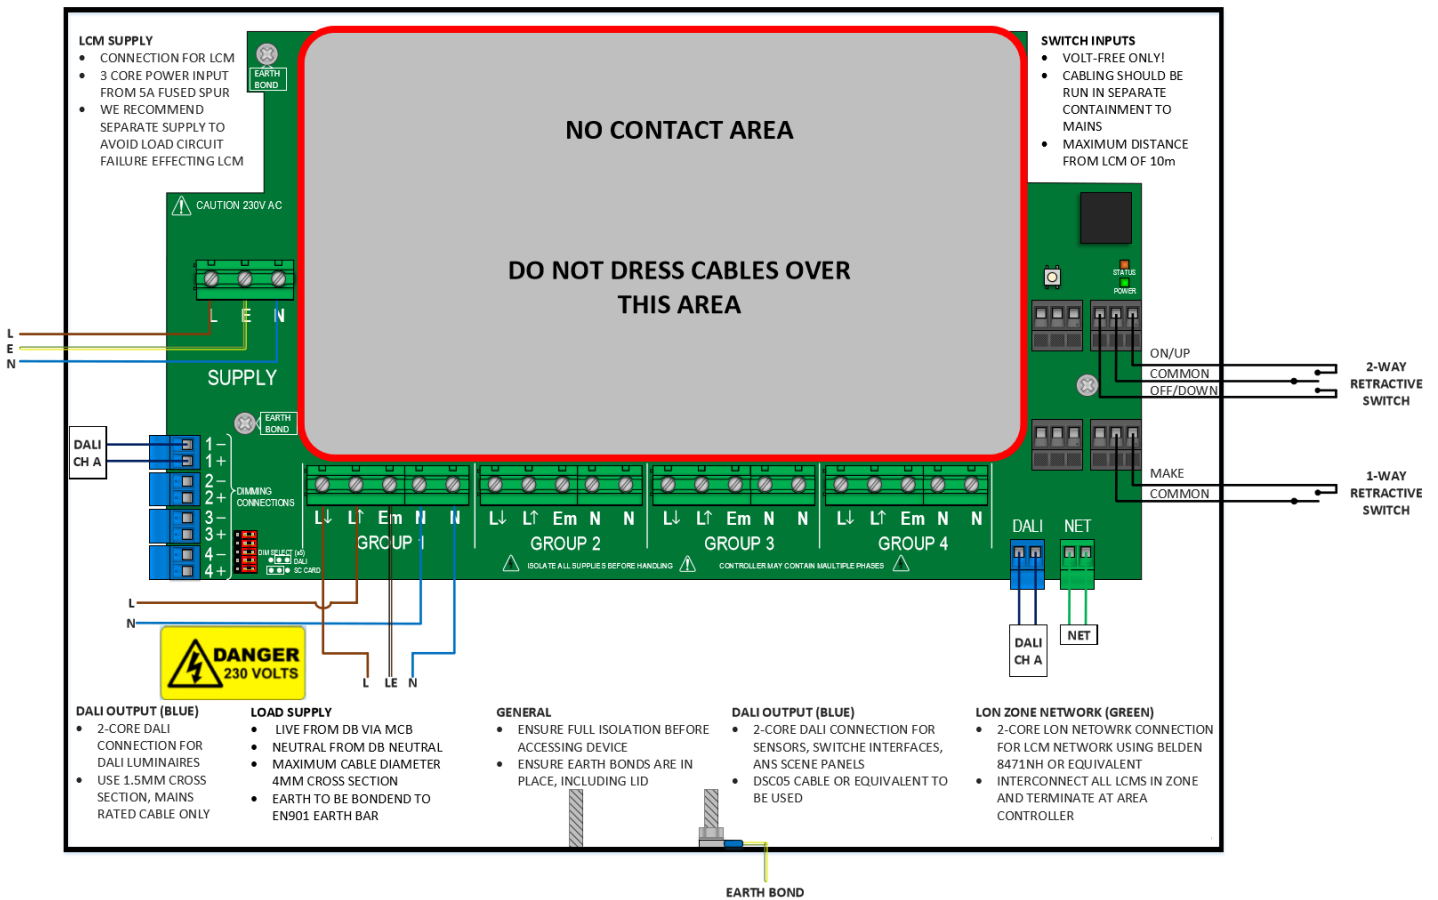 LCM SUPPLY
• CONNECTION FOR LCM
• 3 CORE POWER INPUT
FROM 5A FUSED SPUR
• WE RECOMMEND
SEPARATE SUPPLY TO
AVOID LOAD CIRCUIT
FAILURE EFFECTING LCM
EARTH
BOND
NO CONTACT AREA
DO NOT DRESS CABLES OVER
THIS AREA
SWITCH INPUTS
• VOLT-FREE ONLY!
• CABLING SHOULD BE
RUN IN SEPARATE
CONTAINMENT TO
MAINS
• MAXIMUM DISTANCE
FROM LCM OF 10m
CAUTION 230V AC
STATUS
POWER
L E N
L
E
N
SUPPLY
ON/UP
COMMON
OFF/DOWN
2-WAY
RETRACTIVE
SWITCH
EARTH
BOND
DALI
CH A
1-
1+
2-
2+
3-
3+
4-
4+
DIMMING
CONNECTIONS
DIM SELECT (x5)
DALI
SC CARD
MAKE
COMMON
1-WAY
RETRACTIVE
SWITCH
L↓ L↑ Em N N
GROUP 1
L↓ L↑ Em N N
GROUP 2
L↓ L↑ Em N N
GROUP 3
L↓ L↑ Em N N
GROUP 4
ISOLATE ALL SUPPLIES BEFORE HANDLING
CONTROLLER MAY CONTAIN MAULTIPLE PHASES
DALI NET
L
N
L LE N
DALI
CH A
NET
DANGER
230 VOLTS
DALI OUTPUT (BLUE)
• 2-CORE DALI
CONNECTION FOR
DALI LUMINAIRES
• USE 1.5MM CROSS
SECTION, MAINS
RATED CABLE ONLY
LOAD SUPPLY
• LIVE FROM DB VIA MCB
• NEUTRAL FROM DB NEUTRAL
• MAXIMUM CABLE DIAMETER
4MM CROSS SECTION
• EARTH TO BE BONDEND TO
EN901 EARTH BAR
GENERAL
• ENSURE FULL ISOLATION BEFORE
ACCESSING DEVICE
• ENSURE EARTH BONDS ARE IN
PLACE, INCLUDING LID
DALI OUTPUT (BLUE)
• 2-CORE DALI CONNECTION FOR
SENSORS, SWITCHE INTERFACES,
ANS SCENE PANELS
• DSC05 CABLE OR EQUIVALENT TO
BE USED
LON ZONE NETWORK (GREEN)
• 2-CORE LON NETOWRK CONNECTION
FOR LCM NETWORK USING BELDEN
8471NH OR EQUIVALENT
• INTERCONNECT ALL LCMS IN ZONE
AND TERMINATE AT AREA
CONTROLLER
EARTH BOND